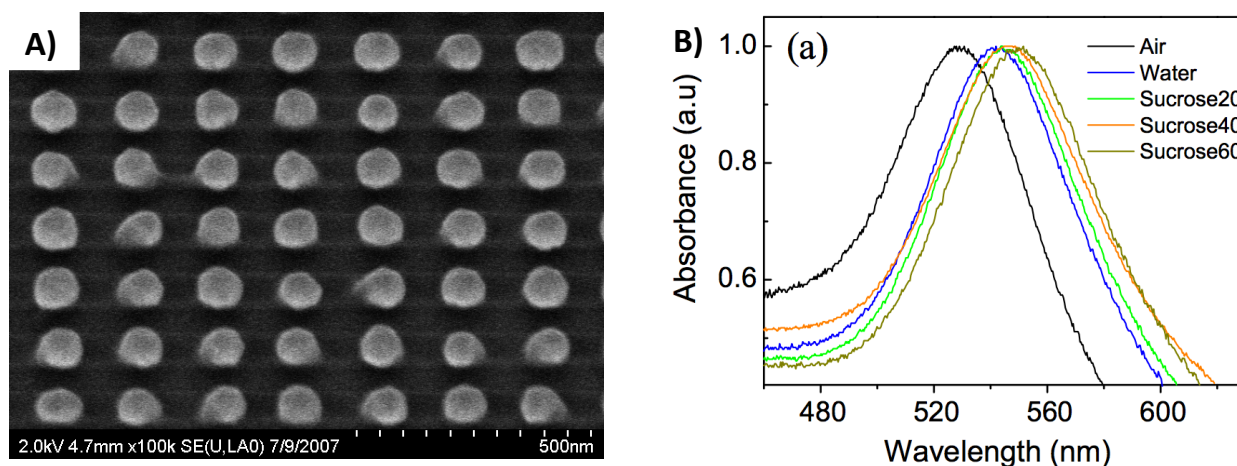 A)
2.0kV 4.7mm x100k SE(U,LA0) 7/9/2007
500nm
B)
(a)
Air
Water
Sucrose20
Sucrose40
Sucrose60
1.0
0.8
0.6
Absorbance (a.u)
480 520 560 600
Wavelength (nm)